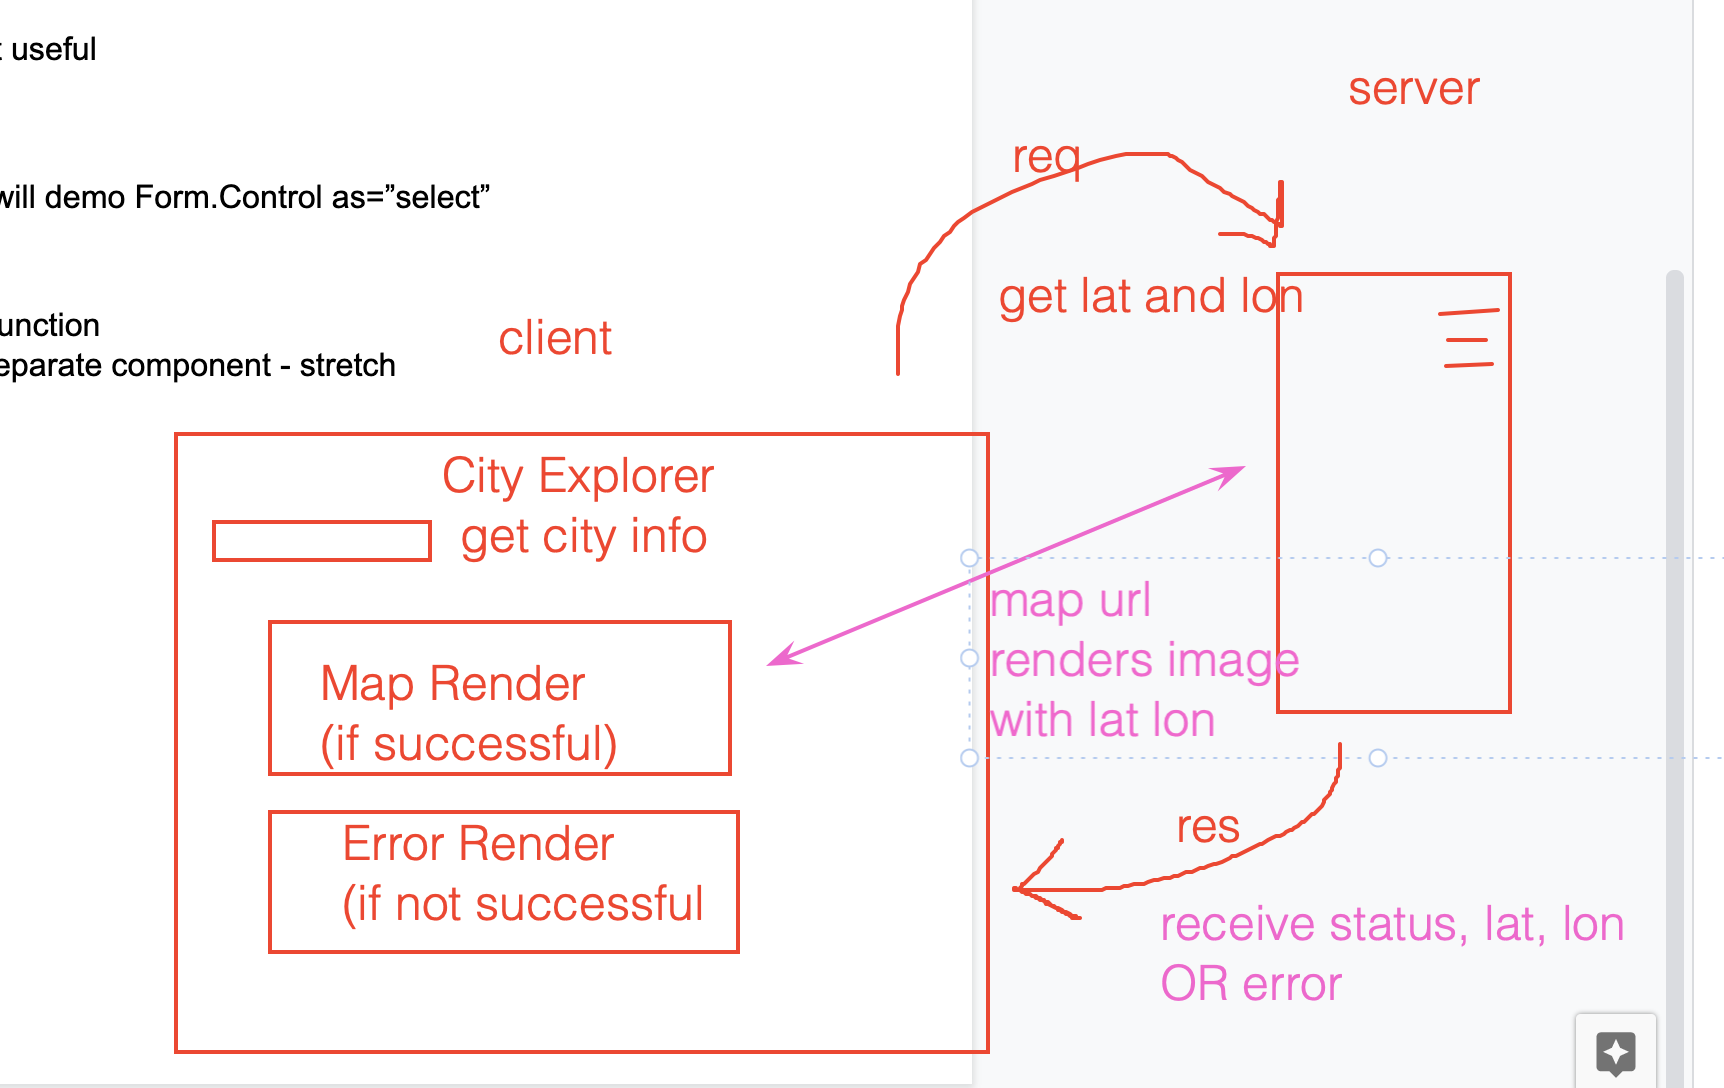 t useful
will demo Form.Control as=”select”
unction
eparate component - stretch
server
req
get lat and lon
client
City Explorer
get city info
Map Render
(if successful)
Error Render
(if not successful
map url
renders image
with lat lon
res
receive status, lat, lon
OR error